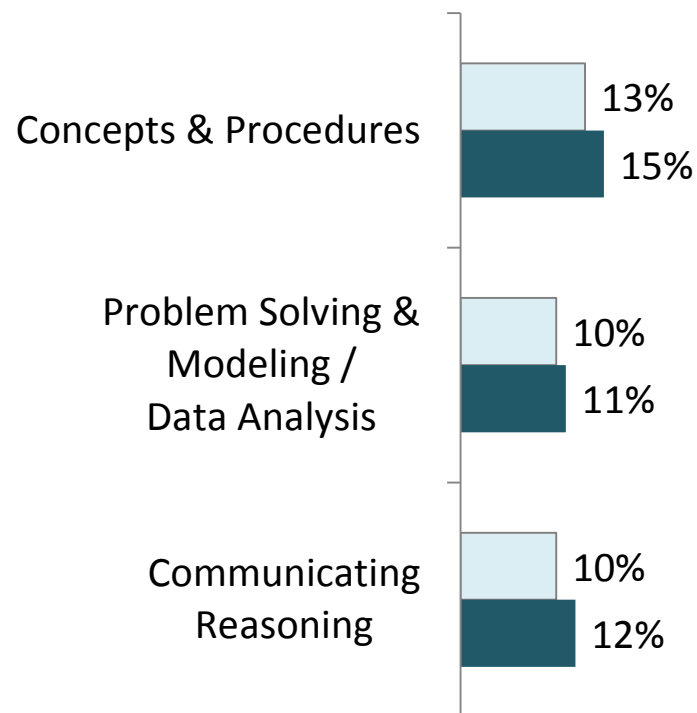 Concepts & Procedures
13%
15%
Problem Solving &
Modeling /
Data Analysis
10%
11%
Communicating
Reasoning
10%
12%